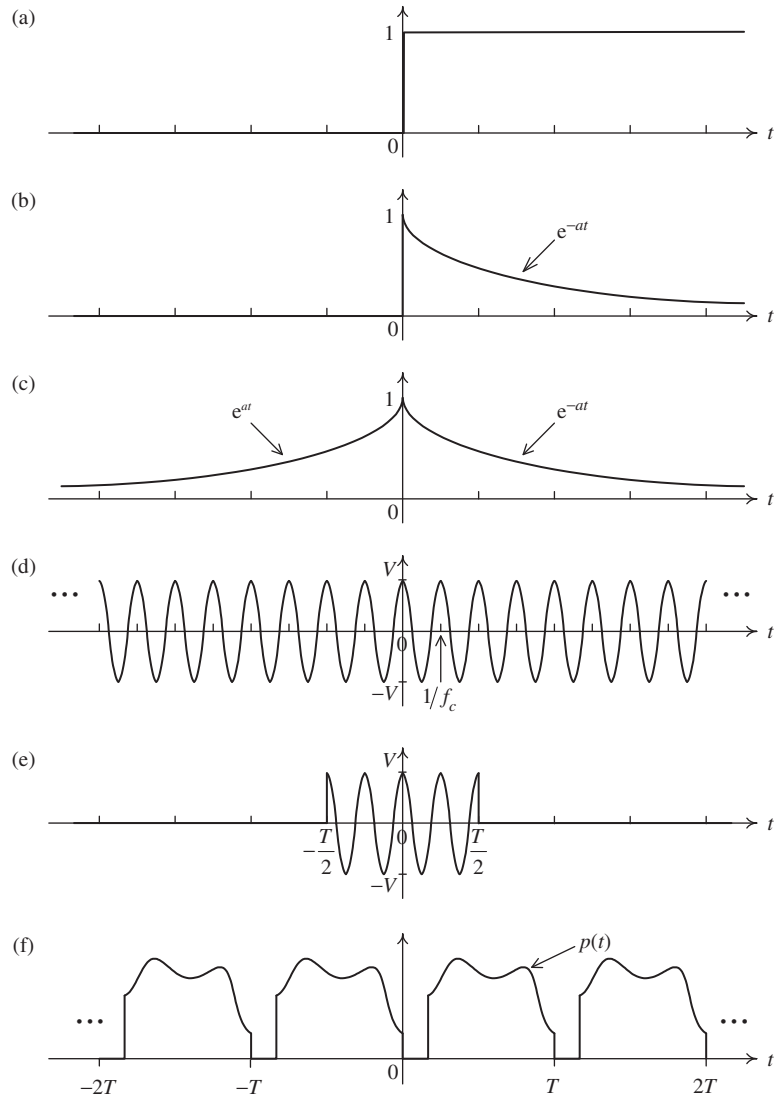 (a)
1
0
t
(b)
1
e^{-at}
0
t
(c)
e^{at}
1
e^{-at}
0
t
(d)
V
... ...
0
t
-V
1/f_c
(e)
V
-T/2
0
T/2
t
-V
(f)
p(t)
... ...
0
t
-2T
-T
T
2T